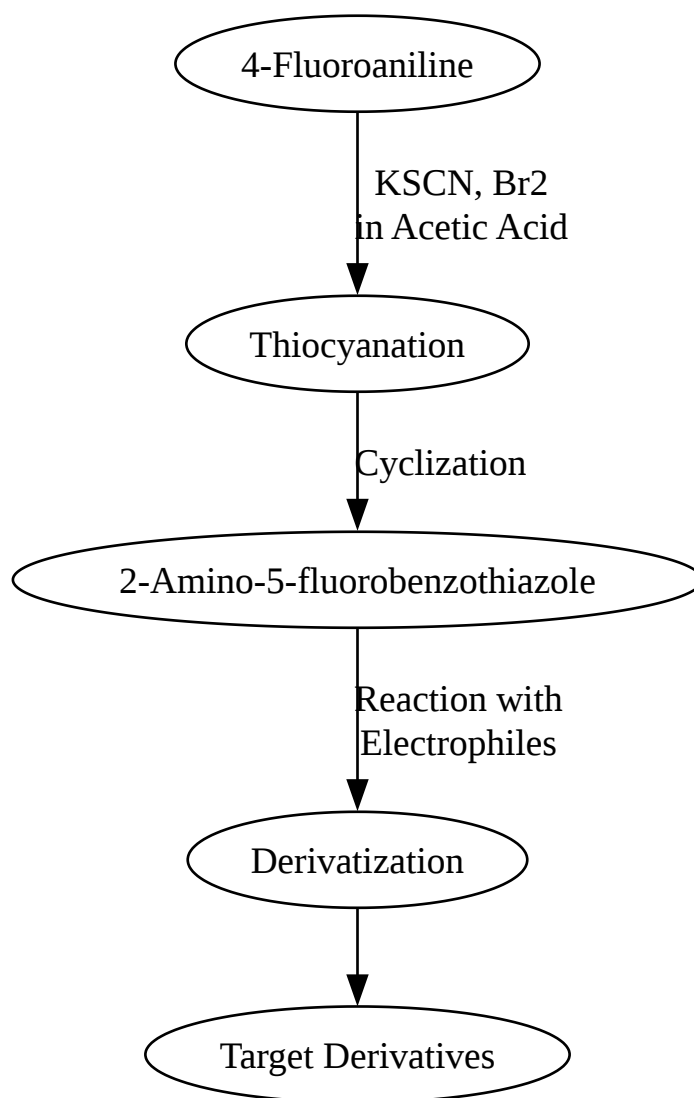 4-Fluoroaniline
KSCN, Br2
in Acetic Acid
Thiocyanation
Cyclization
2-Amino-5-fluorobenzothiazole
Reaction with
Electrophiles
Derivatization
Target Derivatives